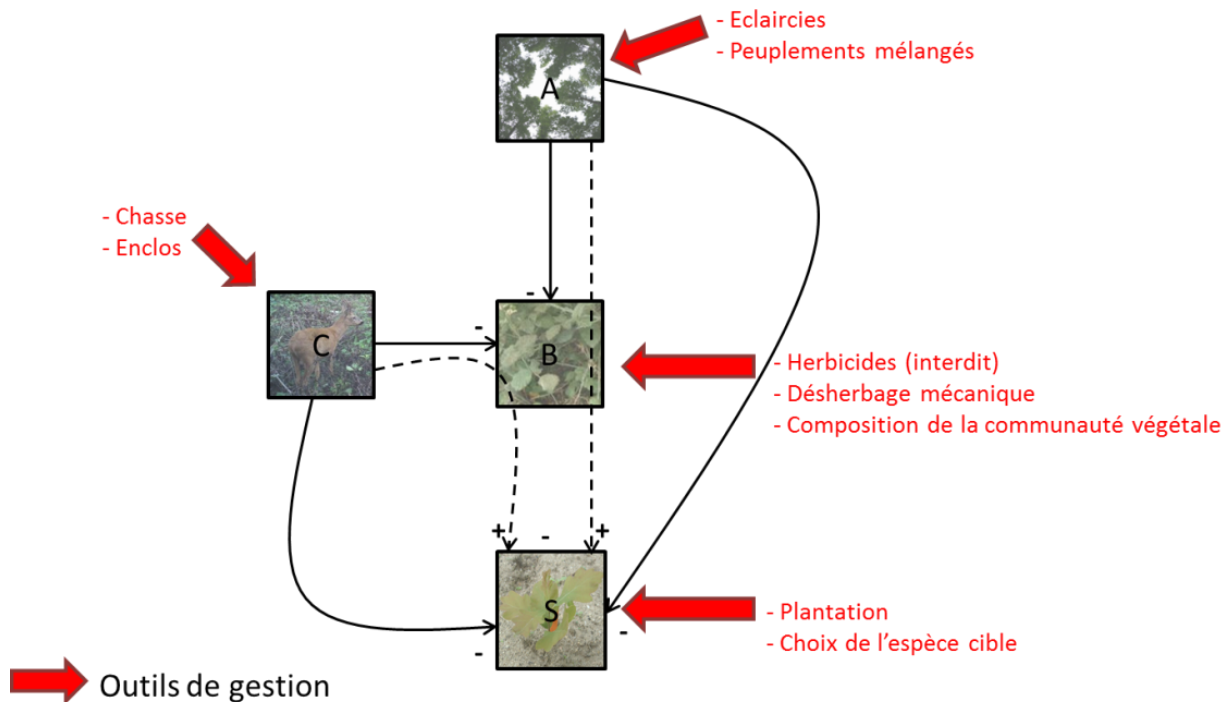 - Eclaircies
- Peuplements mélangés
A
- Chasse
- Enclos
-
-
C
B
- Herbicides (interdit)
- Désherbage mécanique
- Composition de la communauté végétale
+ - +
S
- Plantation
- Choix de l'espèce cible
-
-
Outils de gestion